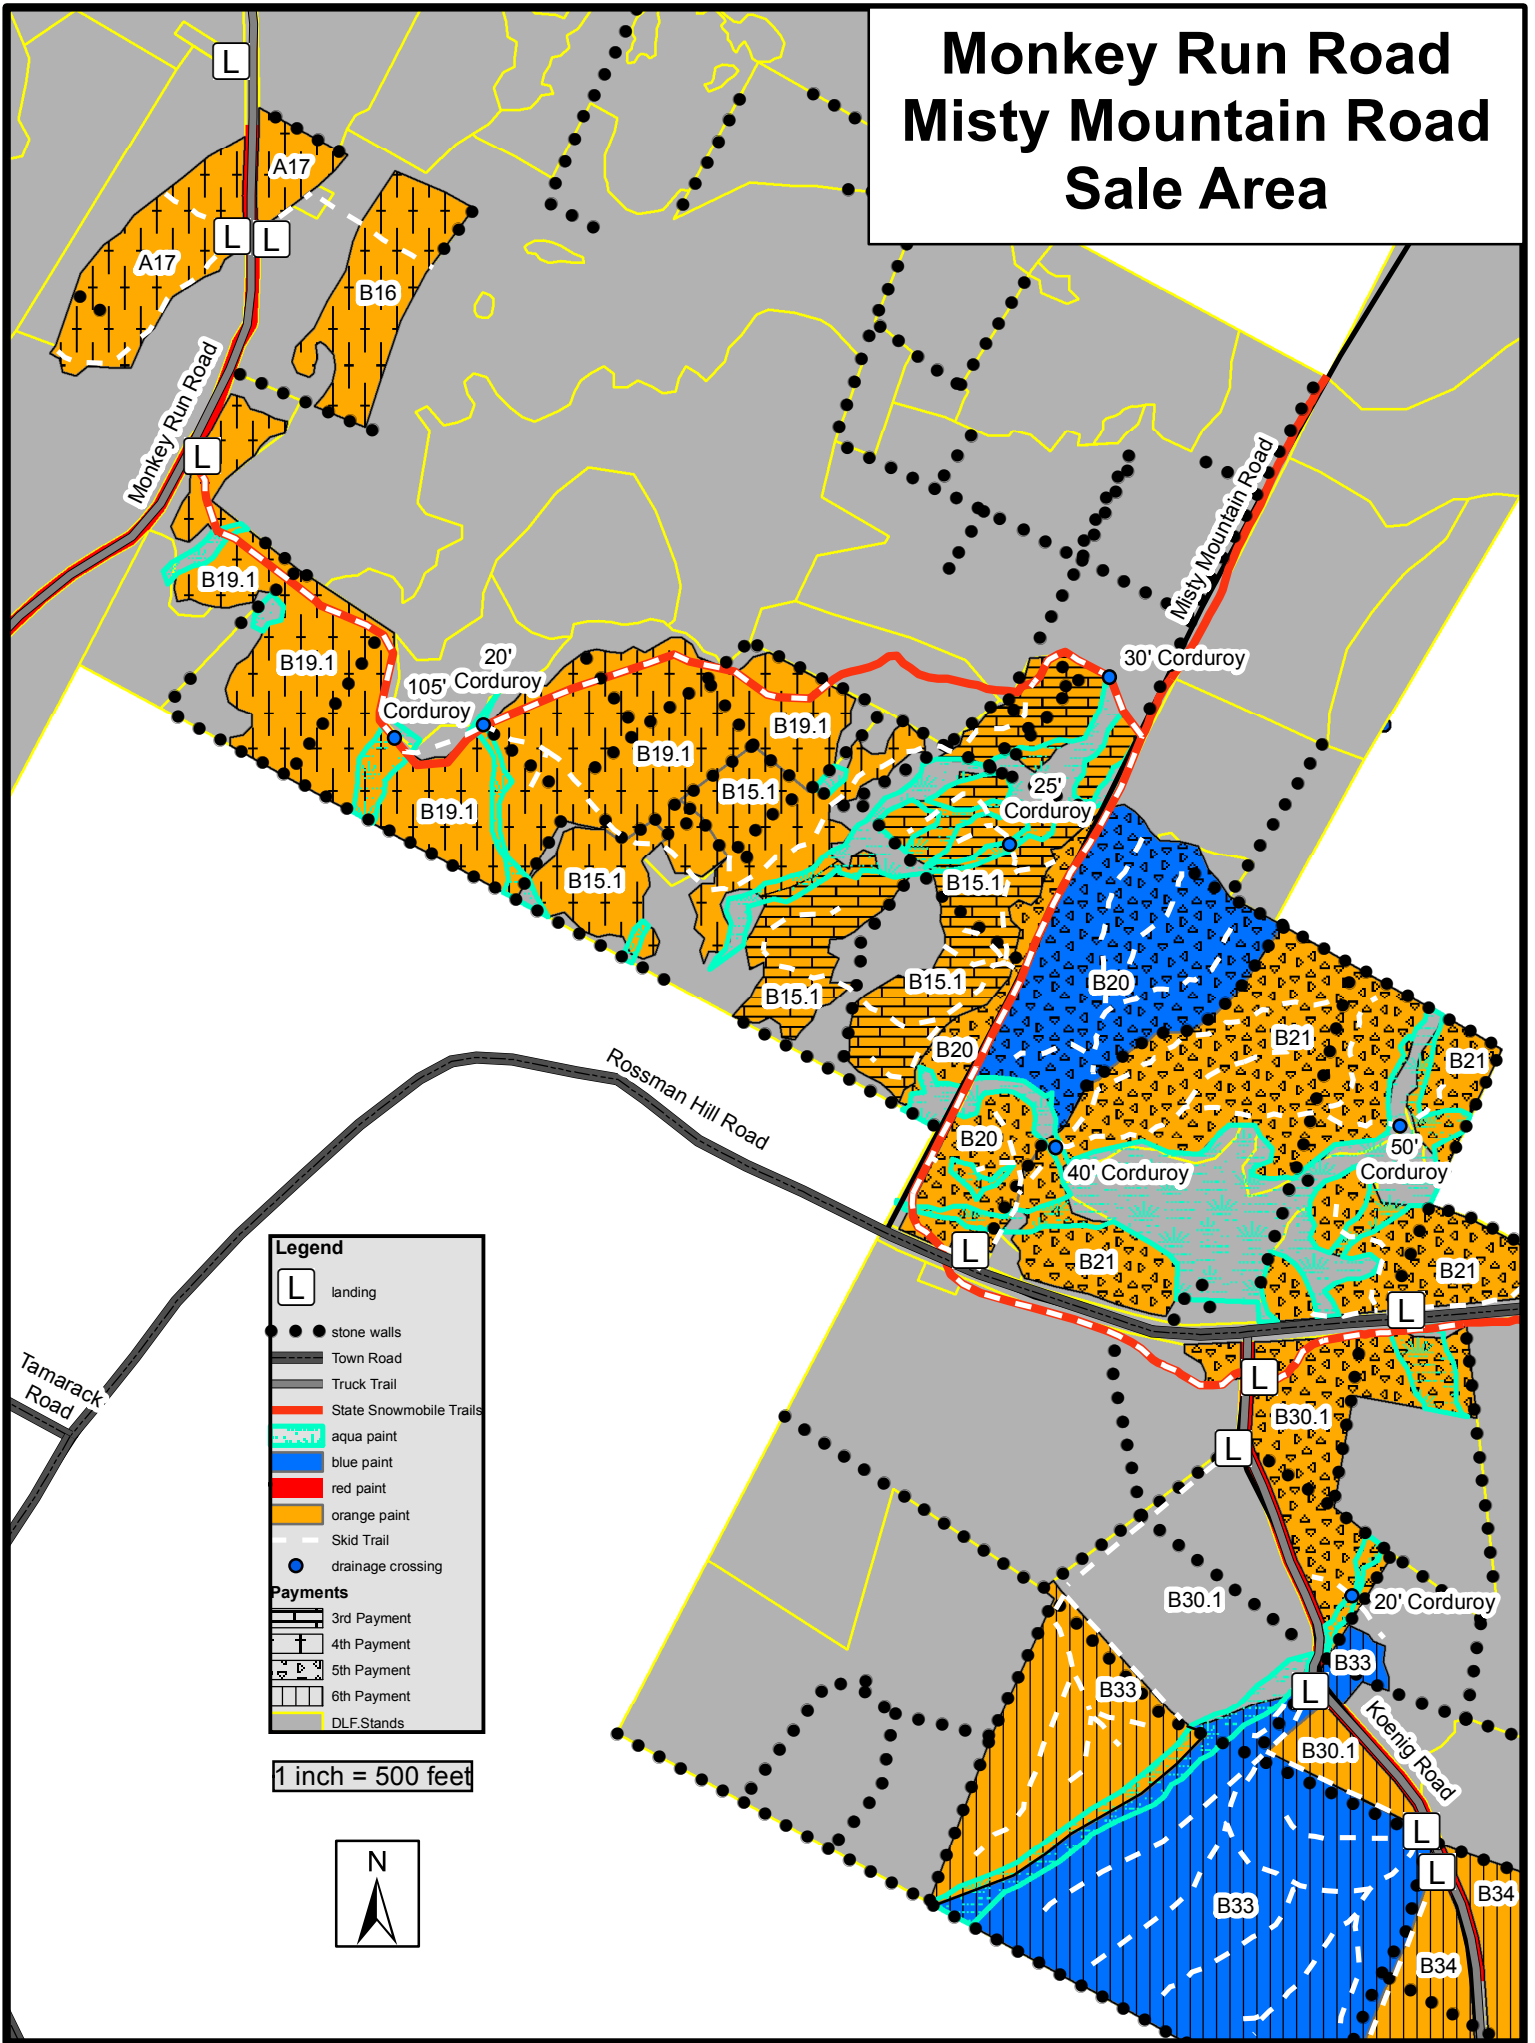 Monkey Run Road
Misty Mountain Road
Sale Area
L
A17
L
L
A17
B16
Monkey Run Road
L
Misty Mountain Road
B19.1
B19.1
20'
Corduroy
105'
Corduroy
30' Corduroy
B19.1
B19.1
B15.1
25'
Corduroy
B19.1
B15.1
B15.1
B20
B15.1
B15.1
B21
B20
B21
Rossman Hill Road
B20
50'
Corduroy
40' Corduroy
L
B21
B21
L
L
B30.1
L
Tamarack
Road
B30.1
20' Corduroy
B33
B33
L
Koenig Road
B30.1
L
L
B33
B34
B34
Legend
L
landing
stone walls
Town Road
Truck Trail
State Snowmobile Trails
aqua paint
blue paint
red paint
orange paint
Skid Trail
drainage crossing
Payments
3rd Payment
4th Payment
5th Payment
6th Payment
DLF.Stands
1 inch = 500 feet
N